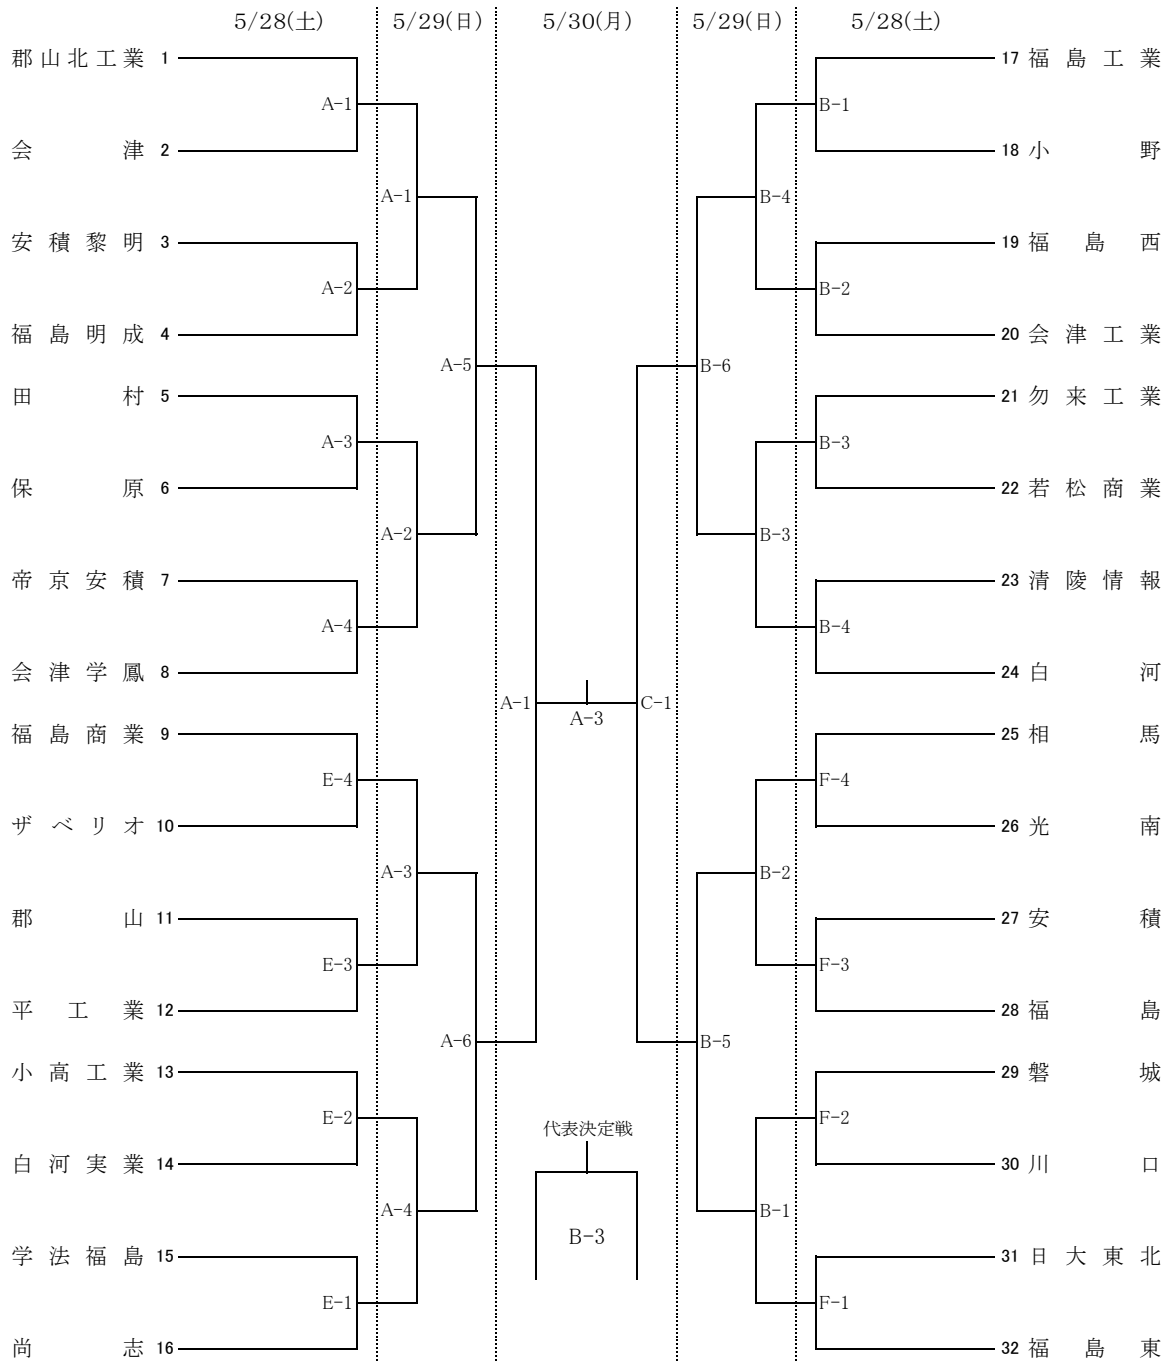 5/28(土) 5/29(日) 5/30(月) 5/29(日) 5/28(土)
郡山北工業 1 17 福島工業
A-1 B-1
会津 2 18 小野
A-1 B-4
安積黎明 3 19 福島西
A-2 B-2
福島明成 4 20 会津工業
A-5 B-6
田村 5 21 勿来工業
A-3 B-3
保原 6 22 若松商業
A-2 B-3
帝京安積 7 23 清陵情報
A-4 B-4
会津学鳳 8 24 白河
A-1 A-3 C-1
福島商業 9 25 相馬
E-4 F-4
ザベリオ 10 26 光南
A-3 B-2
郡山 11 27 安積
E-3 F-3
平工業 12 28 福島
A-6 B-5
小高工業 13 29 磐城
E-2 F-2
代表決定戦
白河実業 14 30 川口
A-4 B-1
B-3
学法福島 15 31 日大東北
E-1 F-1
尚志 16 32 福島東